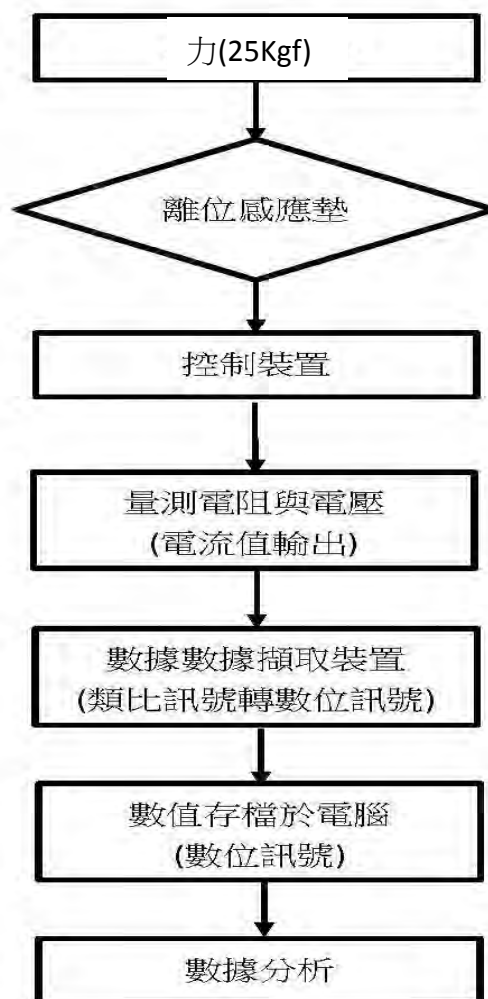 力(25Kgf)
離位感應墊
控制裝置
量測電阻與電壓
(電流值輸出)
數據數據擷取裝置
(類比訊號轉數位訊號)
數值存檔於電腦
(數位訊號)
數據分析